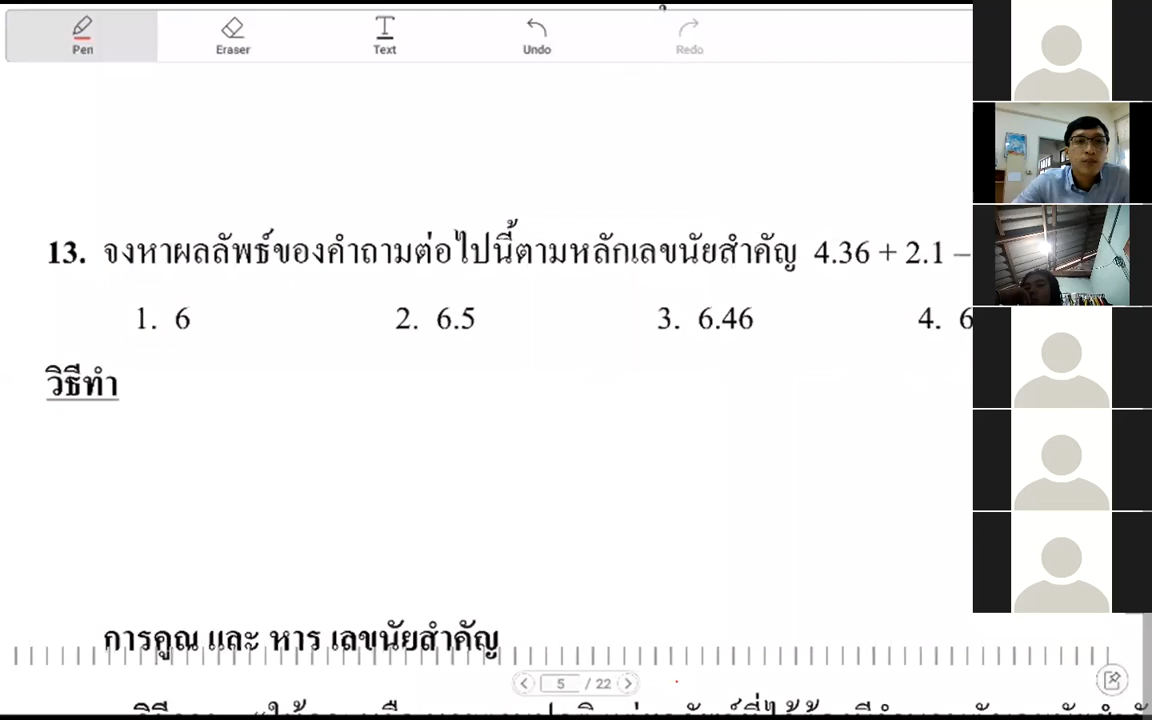 Pen Eraser Text Undo Redo
13. จงหาผลลัพธ์ของคำถามต่อไปนี้ตามหลักเลขนัยสำคัญ 4.36 + 2.1 –
1. 6 2. 6.5 3. 6.46 4. 6
วิธีทำ
การคูณ และ หาร เลขนัยสำคัญ
5 / 22